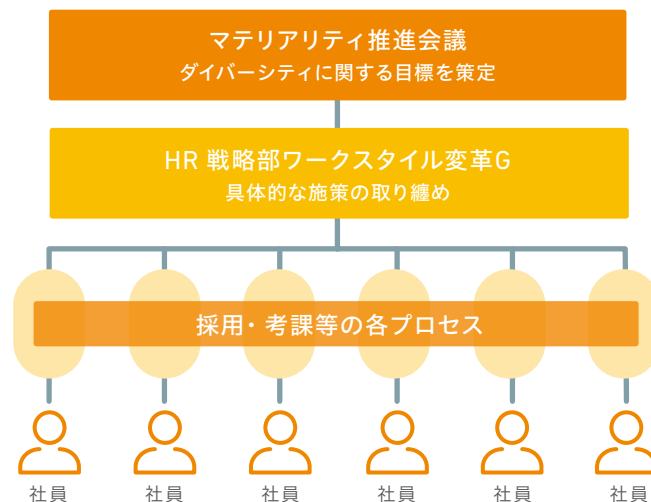 マテリアリティ推進会議
ダイバーシティに関する目標を策定
HR 戦略部ワークスタイル変革G
具体的な施策の取り纏め
採用・考課等の各プロセス
社員 社員 社員 社員 社員 社員